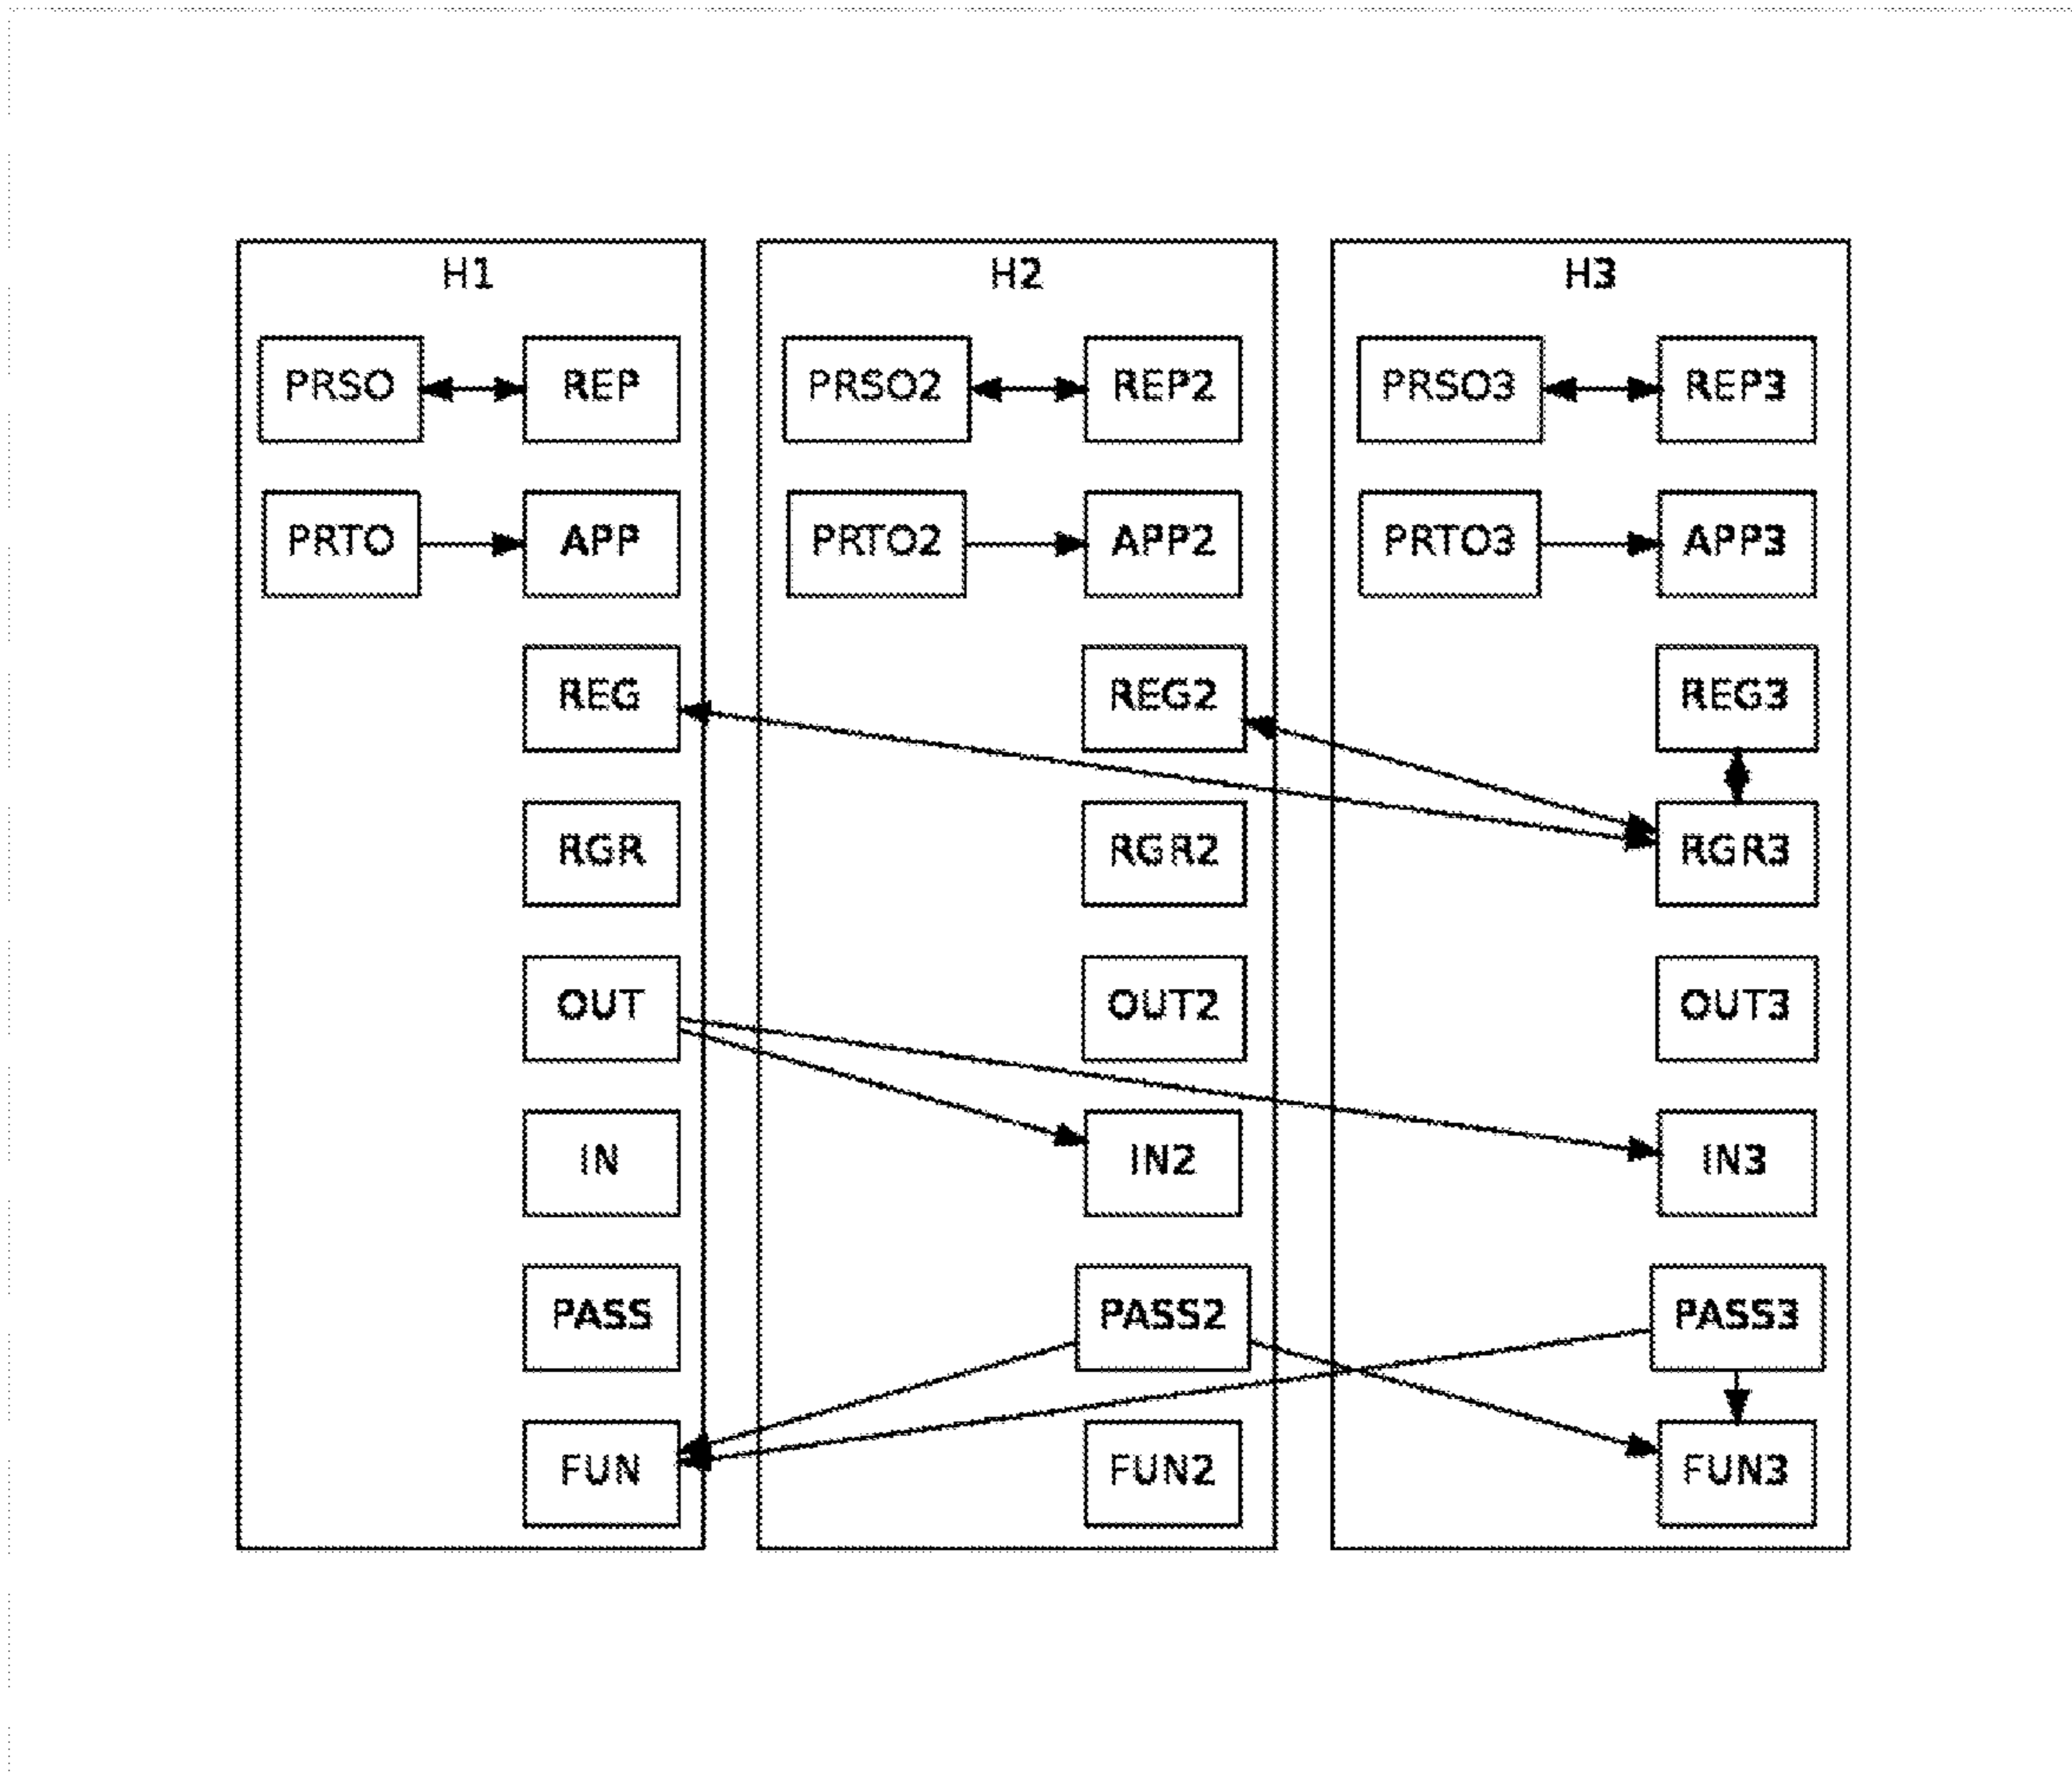 H1
H2
H3
PRSO
REP
PRSO2
REP2
PRSO3
REP3
PRTO
APP
PRTO2
APP2
PRTO3
APP3
REG
REG2
REG3
RGR
RGR2
RGR3
OUT
OUT2
OUT3
IN
IN2
IN3
PASS
PASS2
PASS3
FUN
FUN2
FUN3